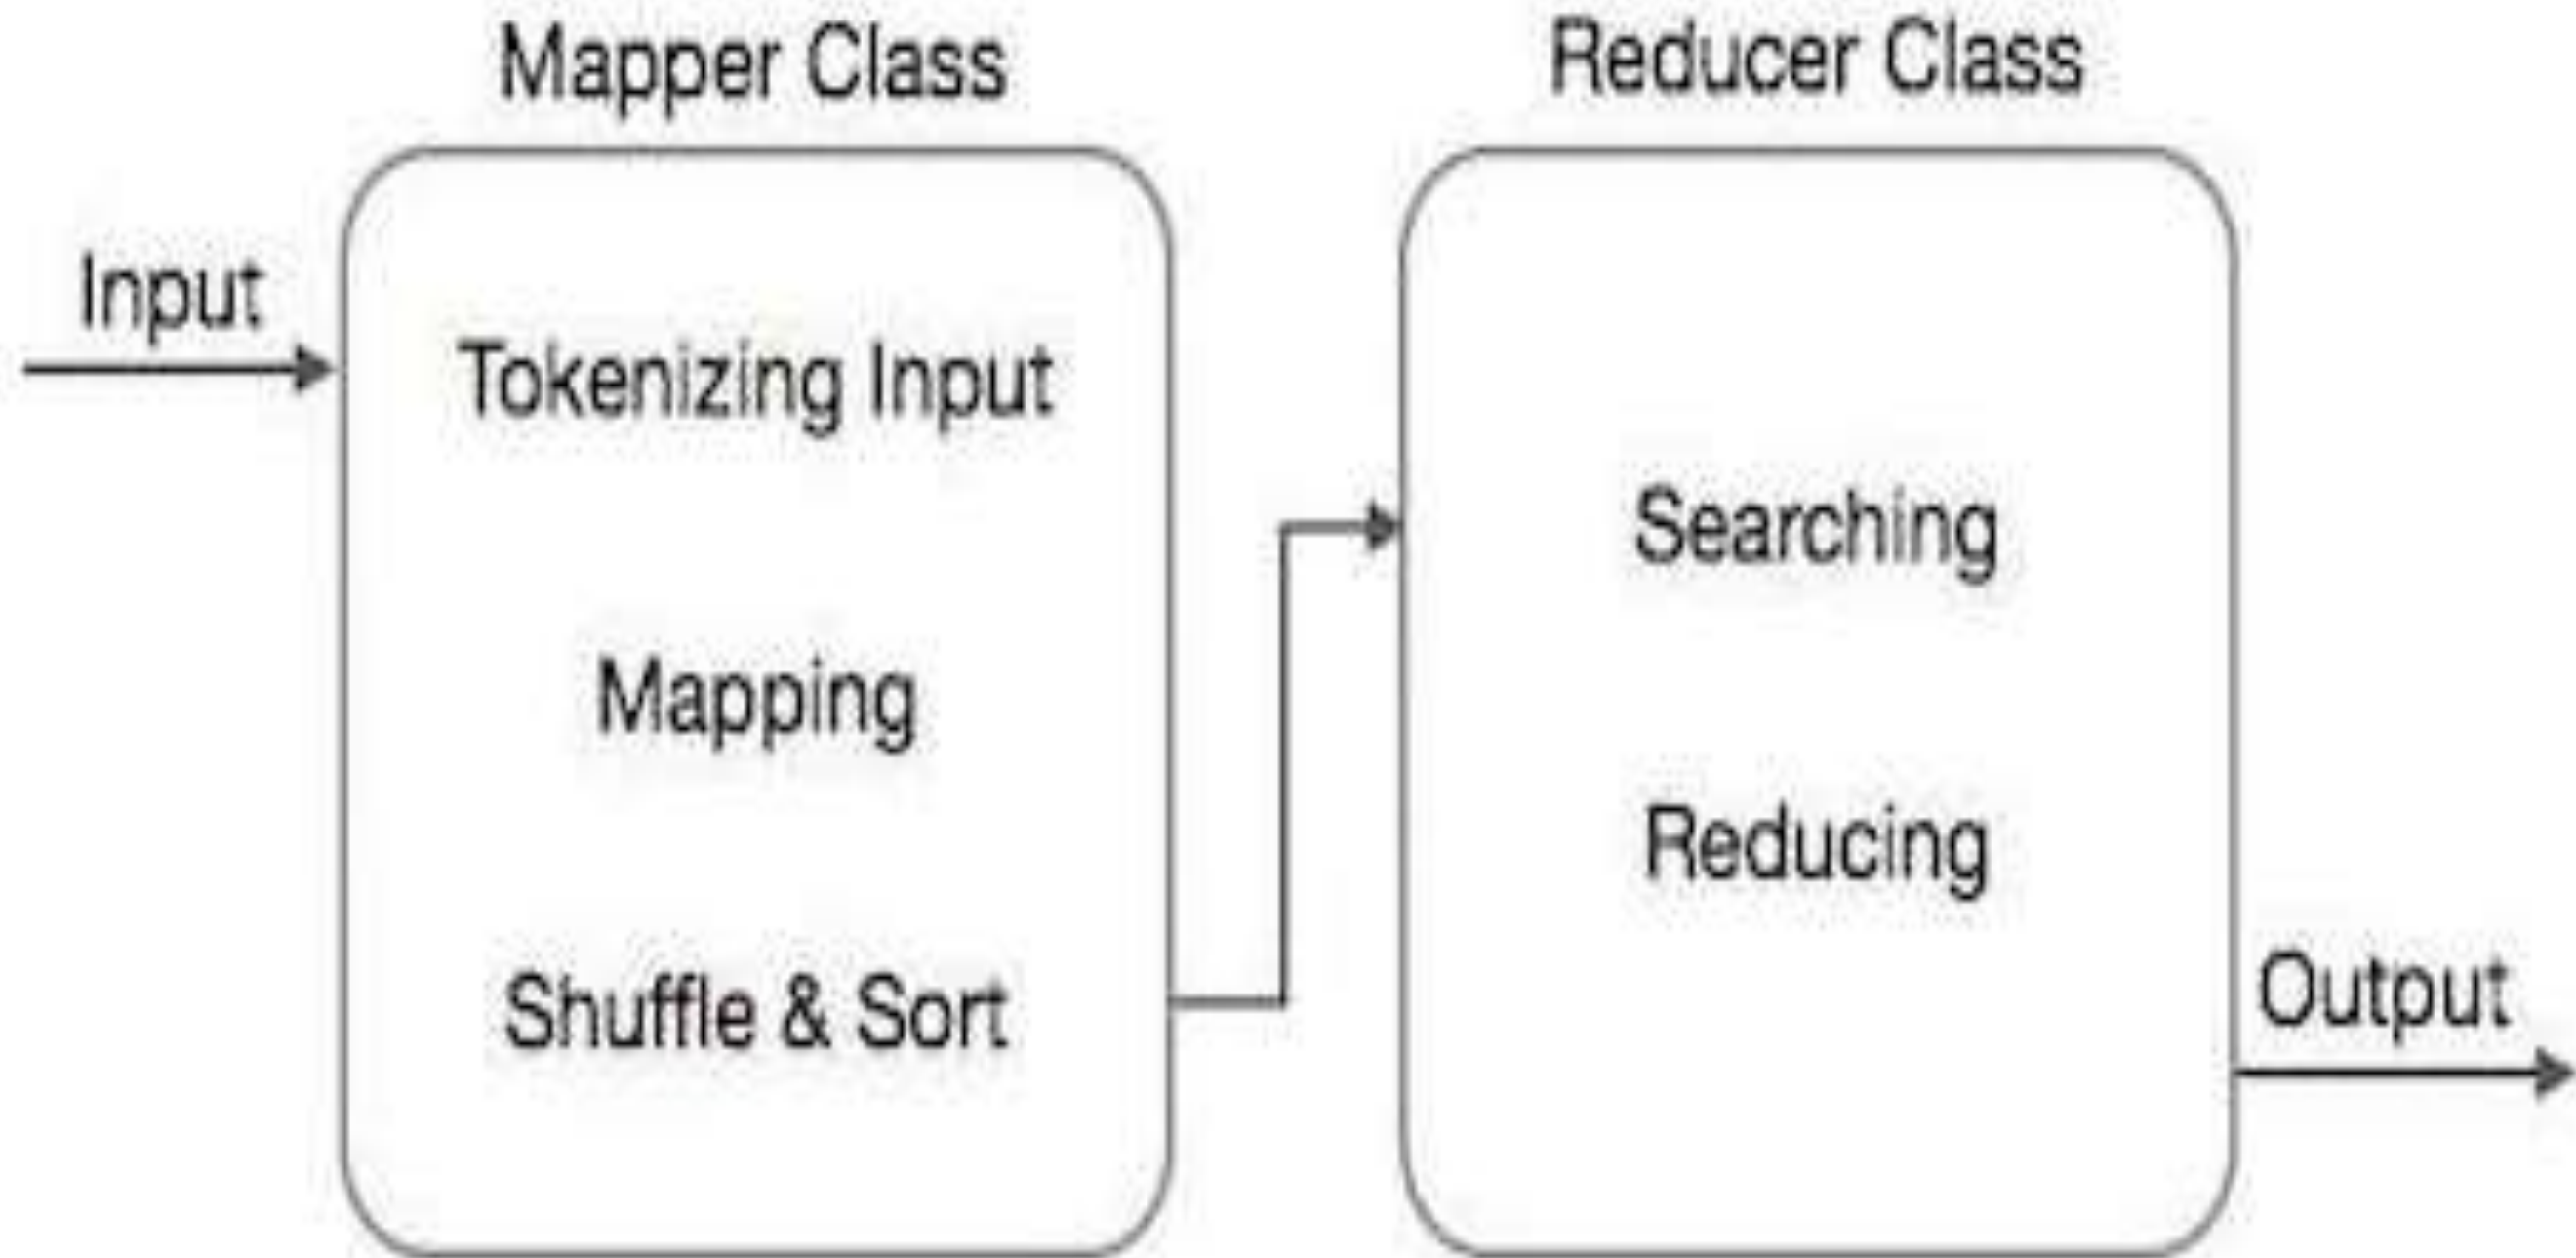 Mapper Class
Reducer Class
Input
Tokenizing Input
Mapping
Shuffle & Sort
Searching
Reducing
Output